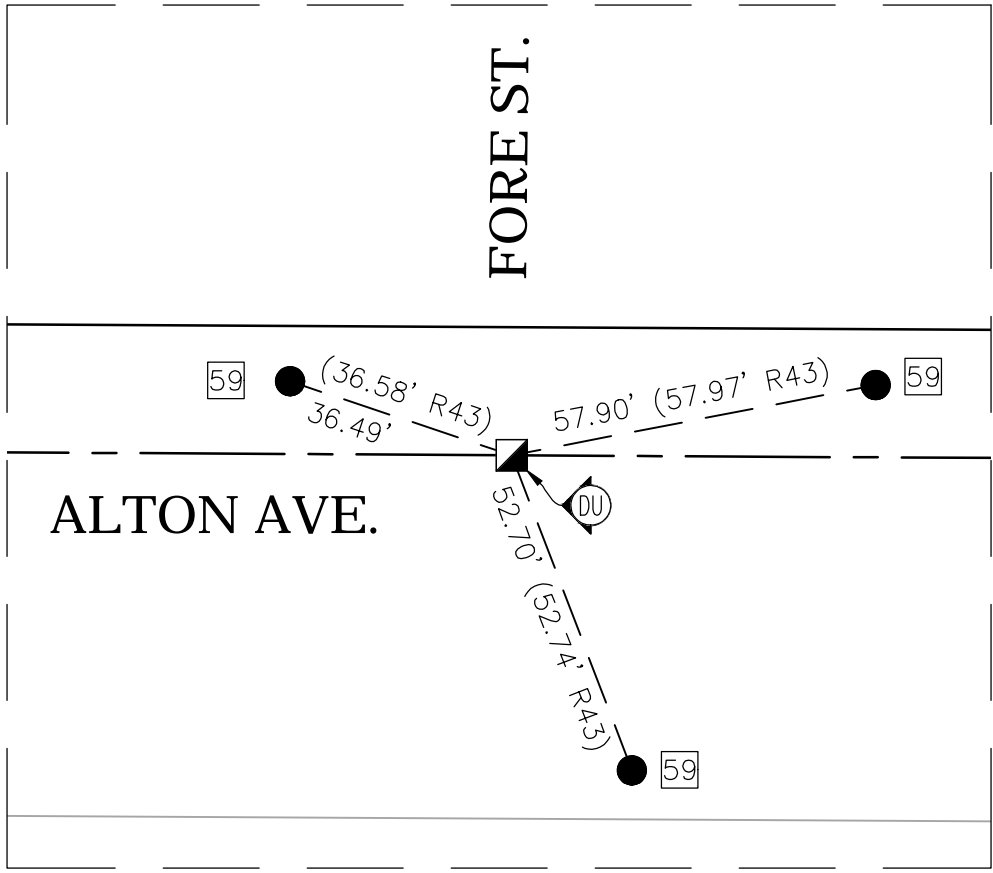 FORE ST.
59
(36.58' R43)
36.49'
57.90' (57.97' R43)
59
ALTON AVE.
DU
52.70' (52.74' R43)
59